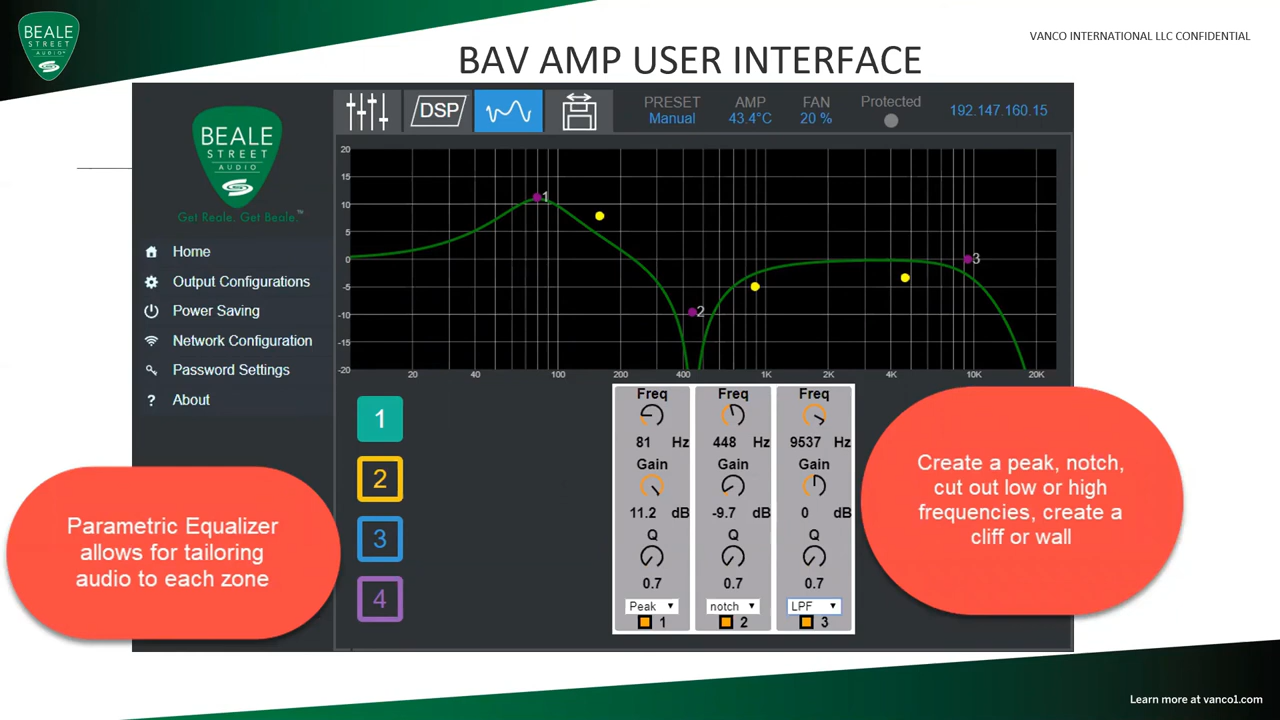 BEALE
STREET
AUDIO
VANCO INTERNATIONAL LLC CONFIDENTIAL
BAV AMP USER INTERFACE
BEALE
STREET
AUDIO
Get Reale. Get Beale.™
DSP
PRESET
Manual
AMP
43.4°C
FAN
20 %
Protected
192.147.160.15
Home
Output Configurations
Power Saving
Network Configuration
Password Settings
? About
20
15
10
5
0
-5
-10
-15
-20
1
2
3
20 40 100 200 400 1K 2K 4K 10K 20K
1
2
3
4
Freq Freq Freq
81 Hz 448 Hz 9537 Hz
Gain Gain Gain
11.2 dB -9.7 dB 0 dB
Q Q Q
0.7 0.7 0.7
Peak notch LPF
1 2 3
Parametric Equalizer
allows for tailoring
audio to each zone
Create a peak, notch,
cut out low or high
frequencies, create a
cliff or wall
Learn more at vanco1.com